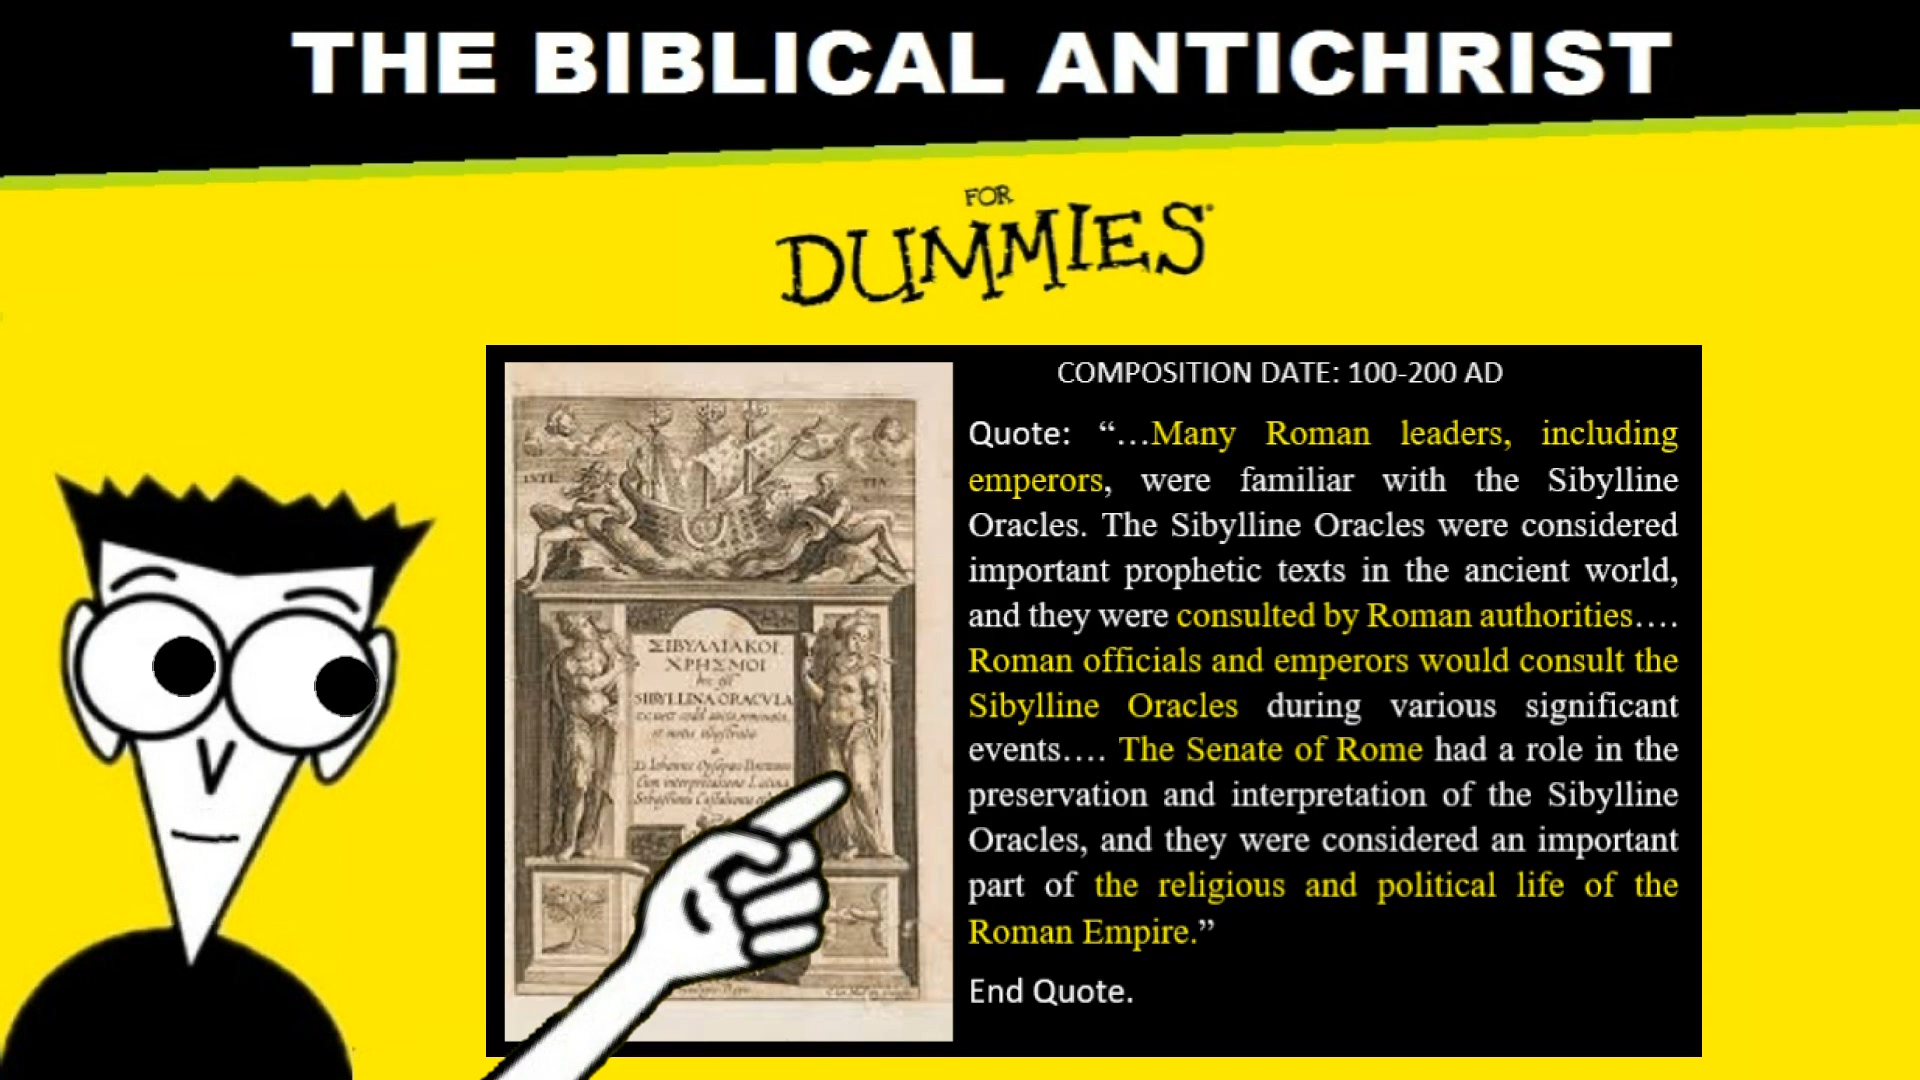 THE BIBLICAL ANTICHRIST
FOR
DUMMIES
COMPOSITION DATE: 100-200 AD
Quote: “…Many Roman leaders, including
emperors, were familiar with the Sibylline
Oracles. The Sibylline Oracles were considered
important prophetic texts in the ancient world,
and they were consulted by Roman authorities….
Roman officials and emperors would consult the
Sibylline Oracles during various significant
events…. The Senate of Rome had a role in the
preservation and interpretation of the Sibylline
Oracles, and they were considered an important
part of the religious and political life of the
Roman Empire.”
End Quote.
ΣΙΒΥΛΛΙΑΚΟΙ
ΧΡΗΣΜΟΙ
hoc est
SIBYLLINA ORACVLA